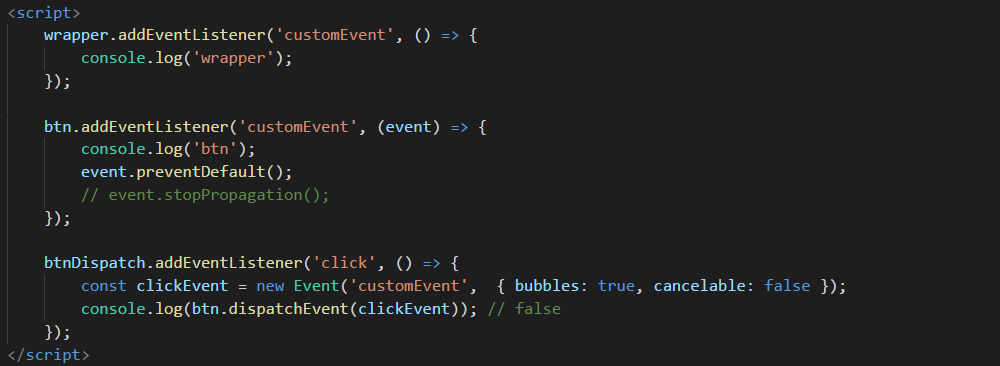 <script>
    wrapper.addEventListener('customEvent', () => {
        console.log('wrapper');
    });

    btn.addEventListener('customEvent', (event) => {
        console.log('btn');
        event.preventDefault();
        // event.stopPropagation();
    });

    btnDispatch.addEventListener('click', () => {
        const clickEvent = new Event('customEvent',  { bubbles: true, cancelable: false });
        console.log(btn.dispatchEvent(clickEvent)); // false
    });
</script>